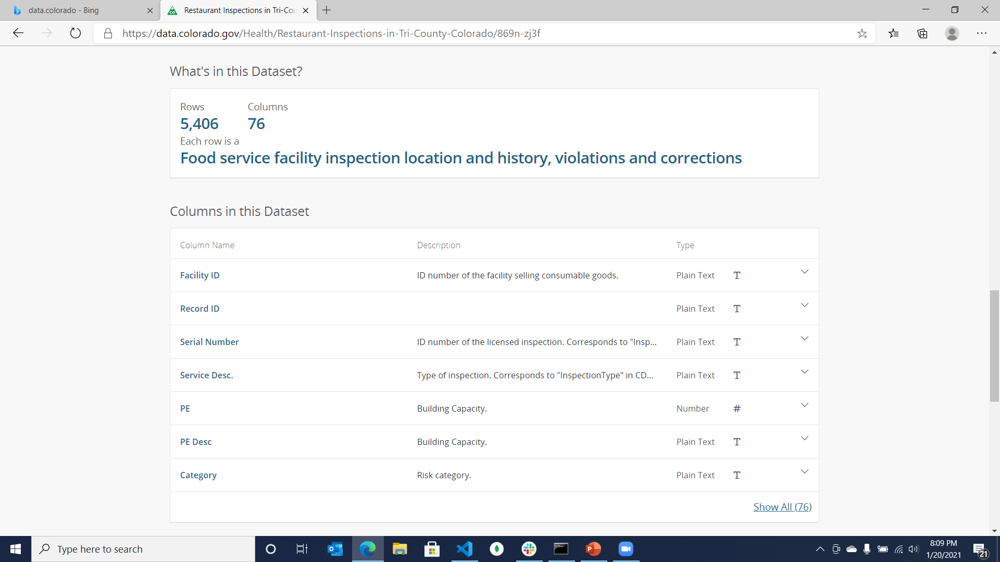 data.colorado - Bing
Restaurant Inspections in Tri-Cou
https://data.colorado.gov/Health/Restaurant-Inspections-in-Tri-County-Colorado/869n-zj3f
What's in this Dataset?
Rows Columns
5,406 76
Each row is a
Food service facility inspection location and history, violations and corrections
Columns in this Dataset
Column Name Description Type
Facility ID ID number of the facility selling consumable goods. Plain Text T
Record ID Plain Text T
Serial Number ID number of the licensed inspection. Corresponds to "Insp... Plain Text T
Service Desc. Type of inspection. Corresponds to "InspectionType" in CD... Plain Text T
PE Building Capacity. Number #
PE Desc Building Capacity. Plain Text T
Category Risk category. Plain Text T
Show All (76)
Type here to search
8:09 PM
1/20/2021
21